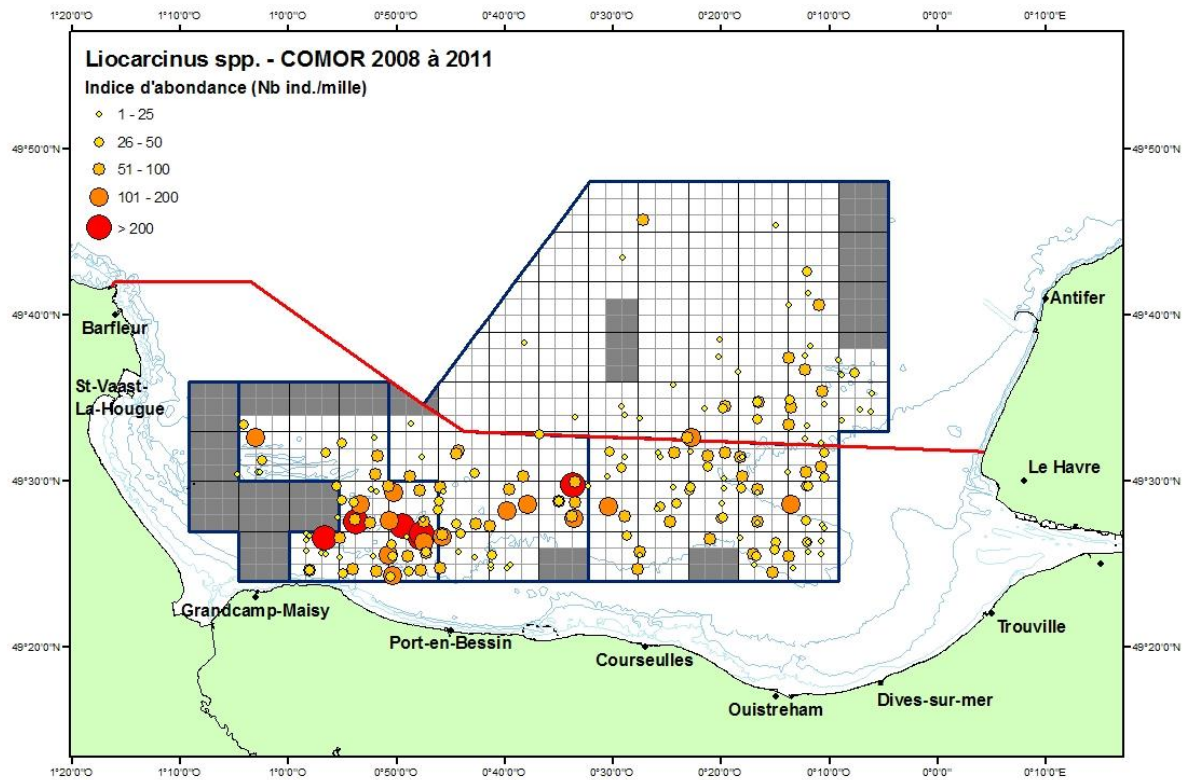 1°20'0"O 1°10'0"O 1°0'0"O 0°50'0"O 0°40'0"O 0°30'0"O 0°20'0"O 0°10'0"O 0°0'0" 0°10'0"E
Liocarcinus spp. - COMOR 2008 à 2011
Indice d'abondance (Nb ind./mille)
1 - 25
26 - 50
51 - 100
101 - 200
> 200
49°50'0"N 49°50'0"N
Antifer
49°40'0"N 49°40'0"N
Barfleur
St-Vaast-
La-Hougue
Le Havre
49°30'0"N 49°30'0"N
Grandcamp-Maisy
Trouville
Port-en-Bessin
49°20'0"N 49°20'0"N
Courseulles
Dives-sur-mer
Ouistreham
1°20'0"O 1°10'0"O 1°0'0"O 0°50'0"O 0°40'0"O 0°30'0"O 0°20'0"O 0°10'0"O 0°0'0" 0°10'0"E